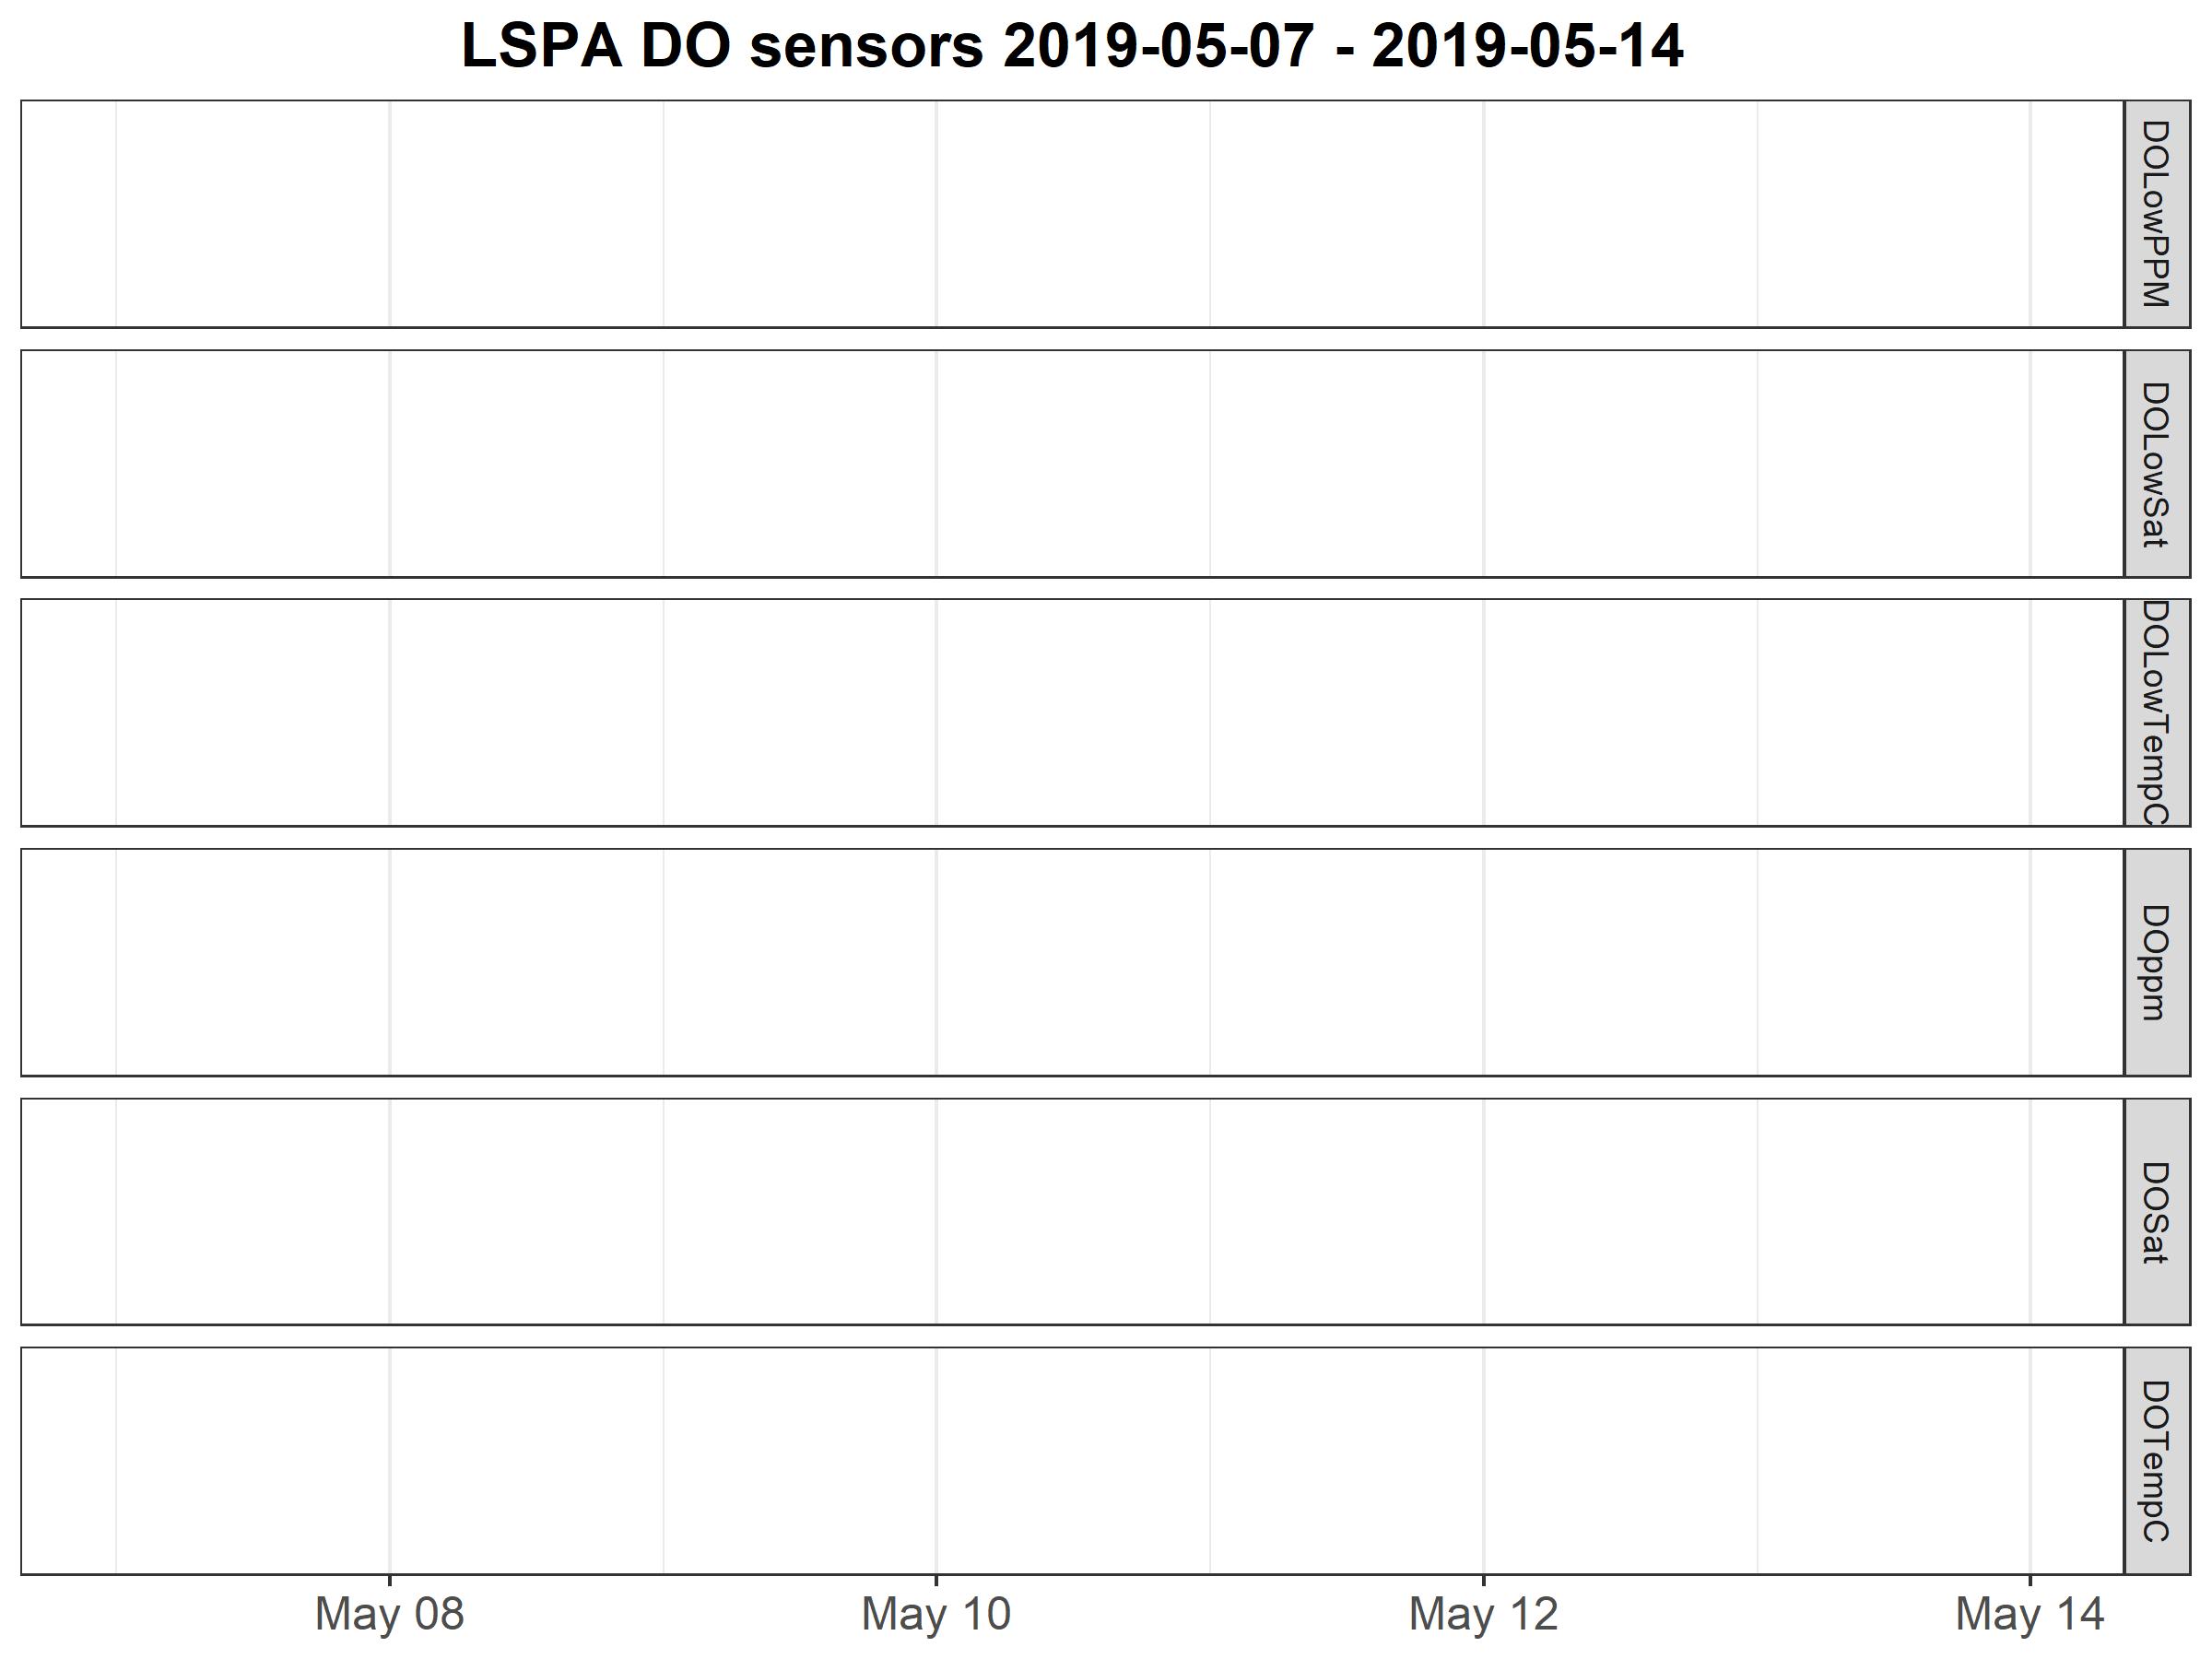 LSPA DO sensors 2019-05-07 - 2019-05-14
DOLowPPM
DOLowSat
DOLowTempC
DOppm
DOSat
DOTempC
May 08 May 10 May 12 May 14